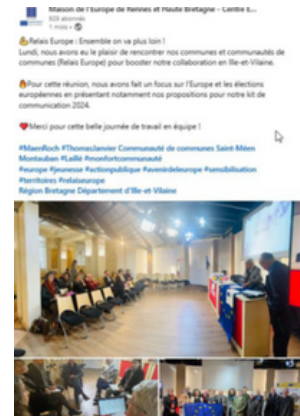 Maison de l'Europe de Rennes et Haute Bretagne - Centre E...
929 abonnés
1 mois •
💪Relais Europe : Ensemble on va plus loin !
Lundi, nous avons eu le plaisir de rencontrer nos communes et communautés de
communes (Relais Europe) pour booster notre collaboration en Ille-et-Vilaine.
🔥Pour cette réunion, nous avons fait un focus sur l'Europe et les élections
européennes en présentant notamment nos propositions pour notre kit de
communication 2024.
❤️Merci pour cette belle journée de travail en équipe !
#MaenRoch #ThomasJanvier Communauté de communes Saint-Méen
Montauban #Laillé #monfortcommunauté
#europe #jeunesse #actionpublique #avenirdeleurope #sensibilisation
#territoires #relaiseurope
Région Bretagne Département d'Ille-et-Vilaine